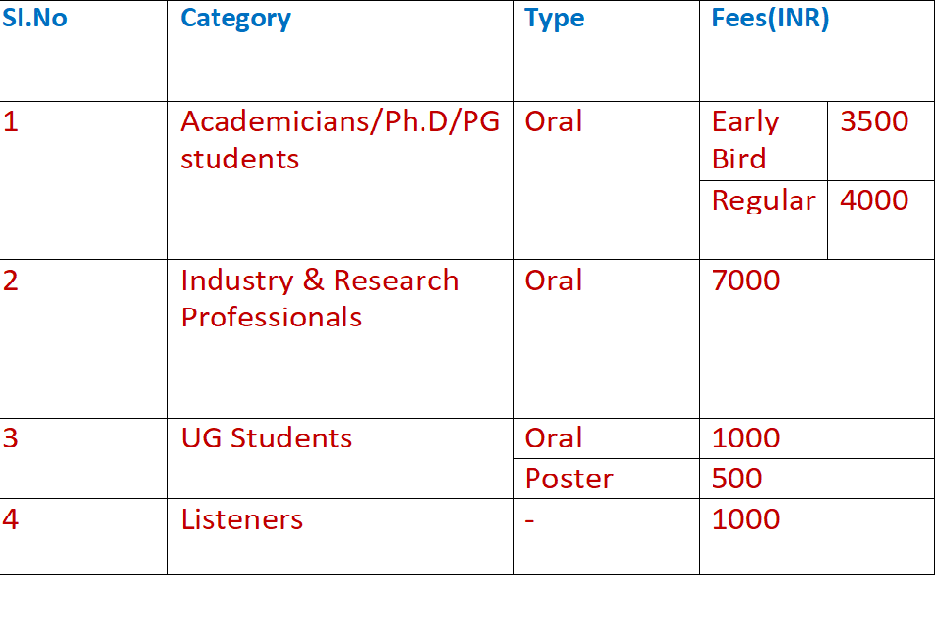 Sl.No Category Type Fees(INR)
1 Academicians/Ph.D/PG Oral Early 3500
students Bird
Regular 4000
2 Industry & Research Oral 7000
Professionals
3 UG Students Oral 1000
Poster 500
4 Listeners - 1000